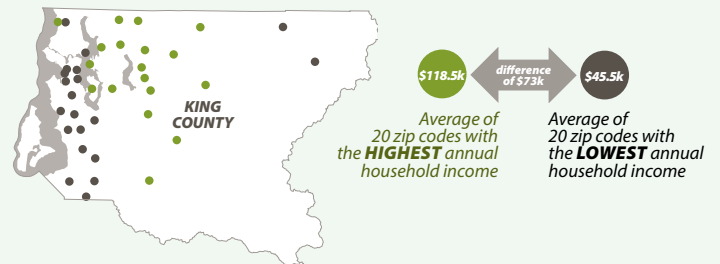 KING
COUNTY
$118.5k
difference
of $73k
$45.5k
Average of
20 zip codes with
the HIGHEST annual
household income
Average of
20 zip codes with
the LOWEST annual
household income